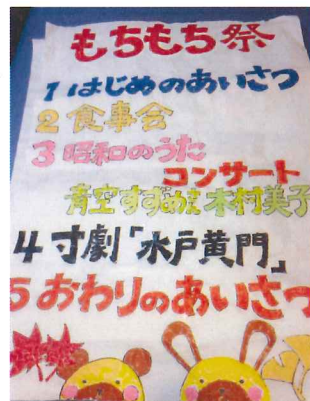 もちもち祭
1 はじめのあいさつ
2 食事会
3 昭和のうた
コンサート
青空すずめ 木村美子
4 寸劇「水戸黄門」
5 おわりのあいさつ